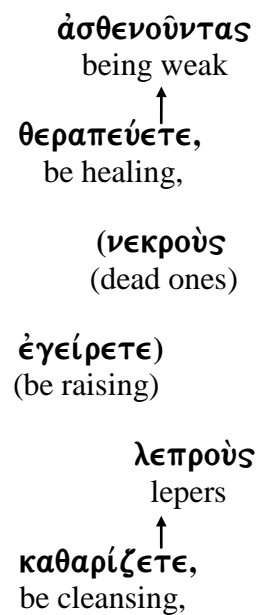 ἀσθενοῦντας
being weak
θεραπεύετε,
be healing,
(νεκροὺς
(dead ones)
ἐγείρετε)
(be raising)
λεπροὺς
lepers
καθαρίζετε,
be cleansing,